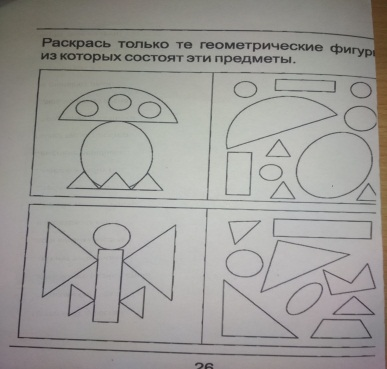 Раскрась только те геометрические фигуры
из которых состоят эти предметы.
26